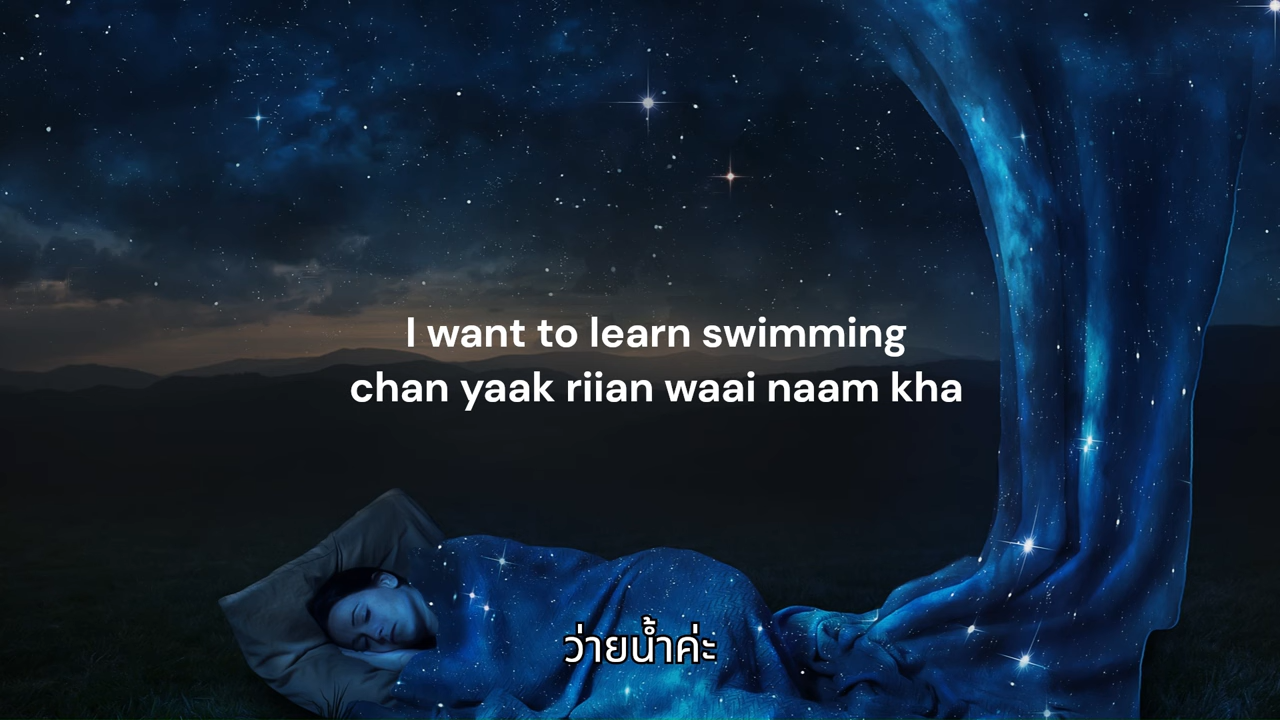 I want to learn swimming
chan yaak riian waai naam kha
ว่ายน้ำค่ะ